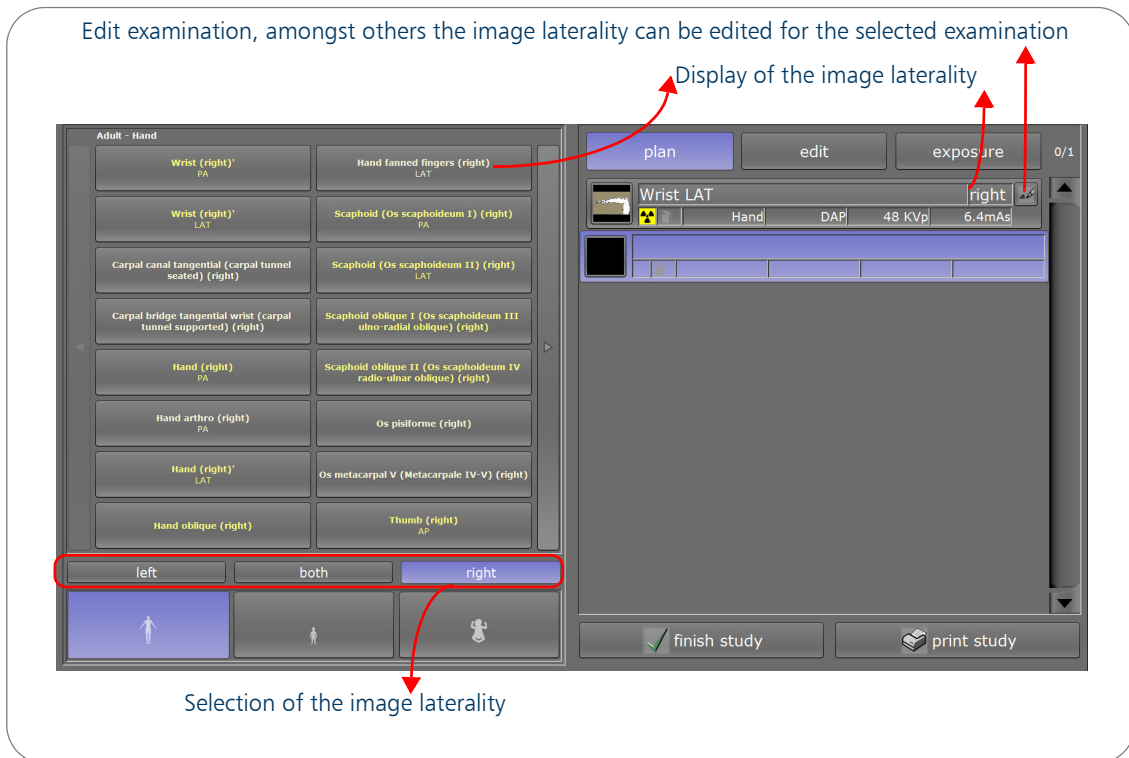 Edit examination, amongst others the image laterality can be edited for the selected examination
Display of the image laterality
Adult - Hand
Wrist (right)'
PA
Hand fanned fingers (right)
LAT
Wrist (right)'
LAT
Scaphoid (Os scaphoideum I) (right)
PA
Carpal canal tangential (carpal tunnel
seated) (right)
Scaphoid (Os scaphoideum II) (right)
LAT
Carpal bridge tangential wrist (carpal
tunnel supported) (right)
Scaphoid oblique I (Os scaphoideum III
ulno-radial oblique) (right)
Hand (right)
PA
Scaphoid oblique II (Os scaphoideum IV
radio-ulnar oblique) (right)
Hand arthro (right)
PA
Os pisiforme (right)
Hand (right)'
LAT
Os metacarpal V (Metacarpale IV-V) (right)
Hand oblique (right)
Thumb (right)
AP
left both right
plan edit exposure 0/1
Wrist LAT right ab
Hand DAP 48 KVp 6.4mAs
finish study print study
Selection of the image laterality